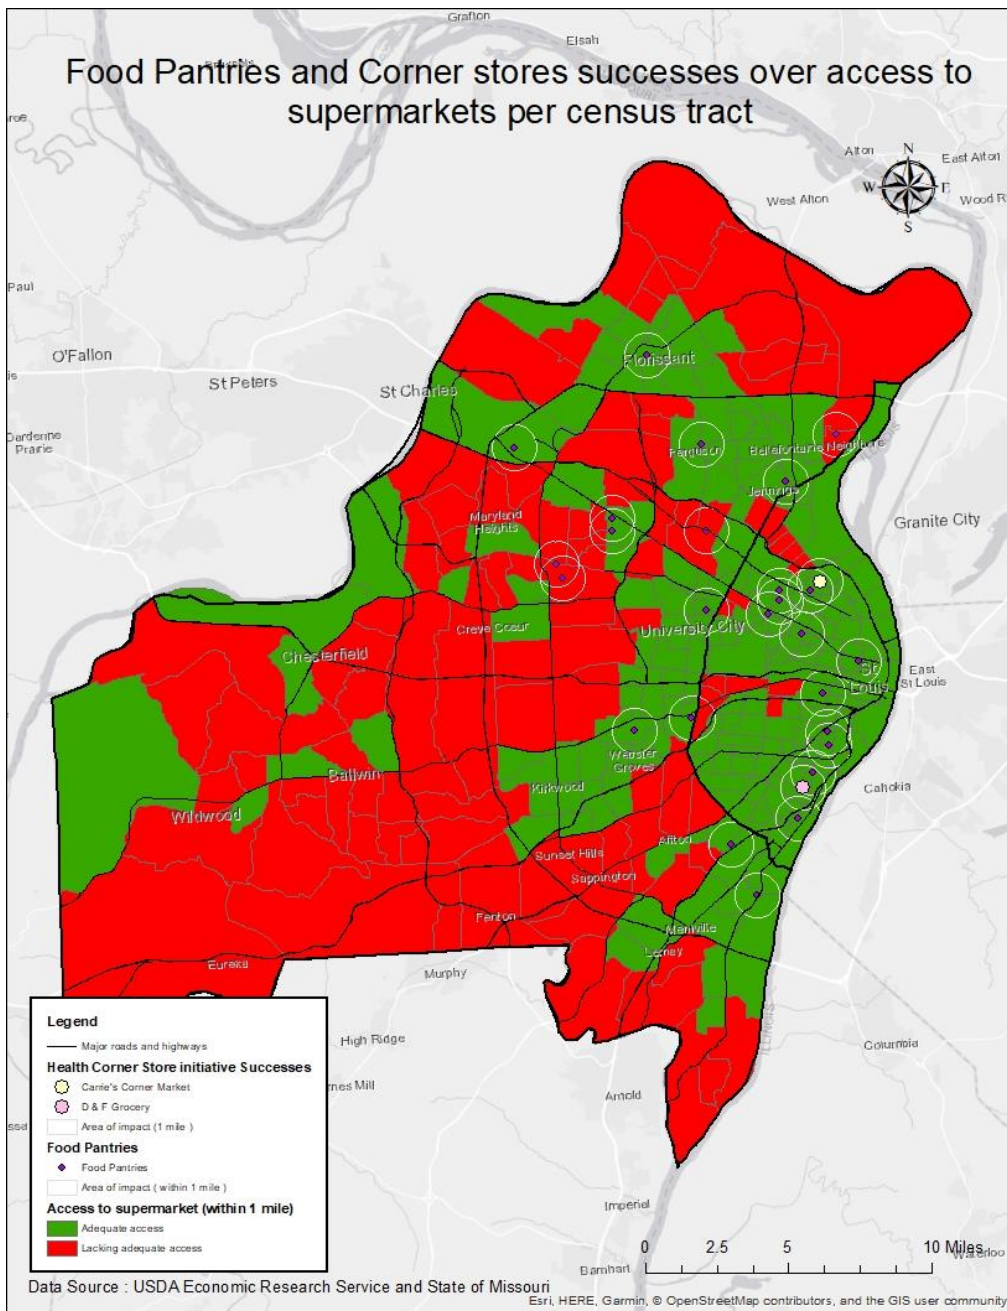 Grafton
Elsah
Food Pantries and Corner stores successes over access to
supermarkets per census tract
Alton
N
East Alton
W
E
S
West Alton
Paul
O'Fallon
St Peters
St Charles
Florissant
Dardenne
Prairie
Ferguson
Bellefontaine Neighbors
Jennings
Maryland
Heights
Granite City
Creve Coeur
University City
Chesterfield
St.
Louis
East
St Louis
Webster
Groves
Ballwin
Kirkwood
Cahokia
Wildwood
Affton
Sunset Hills
Sappington
Fenton
Mehlville
Lemay
Eureka
Murphy
ILLINOIS
High Ridge
Columbia
Arnold
Imperial
Barnhart
Waterloo
Legend
Major roads and highways
Health Corner Store initiative Successes
Carrie's Corner Market
D & F Grocery
Area of impact (1 mile )
Food Pantries
Food Pantries
Area of impact ( within 1 mile )
Access to supermarket (within 1 mile)
Adequate access
Lacking adequate access
0 2.5 5 10 Miles
Data Source : USDA Economic Research Service and State of Missouri
Esri, HERE, Garmin, © OpenStreetMap contributors, and the GIS user community